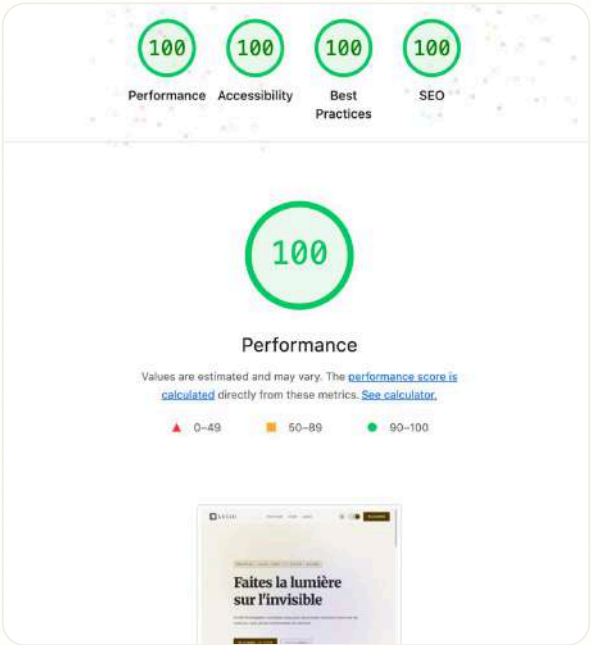 100 100 100 100
Performance Accessibility Best Practices SEO
100
Performance
Values are estimated and may vary. The performance score is
calculated directly from these metrics. See calculator.
0–49 50–89 90–100
Faites la lumière
sur l'invisible